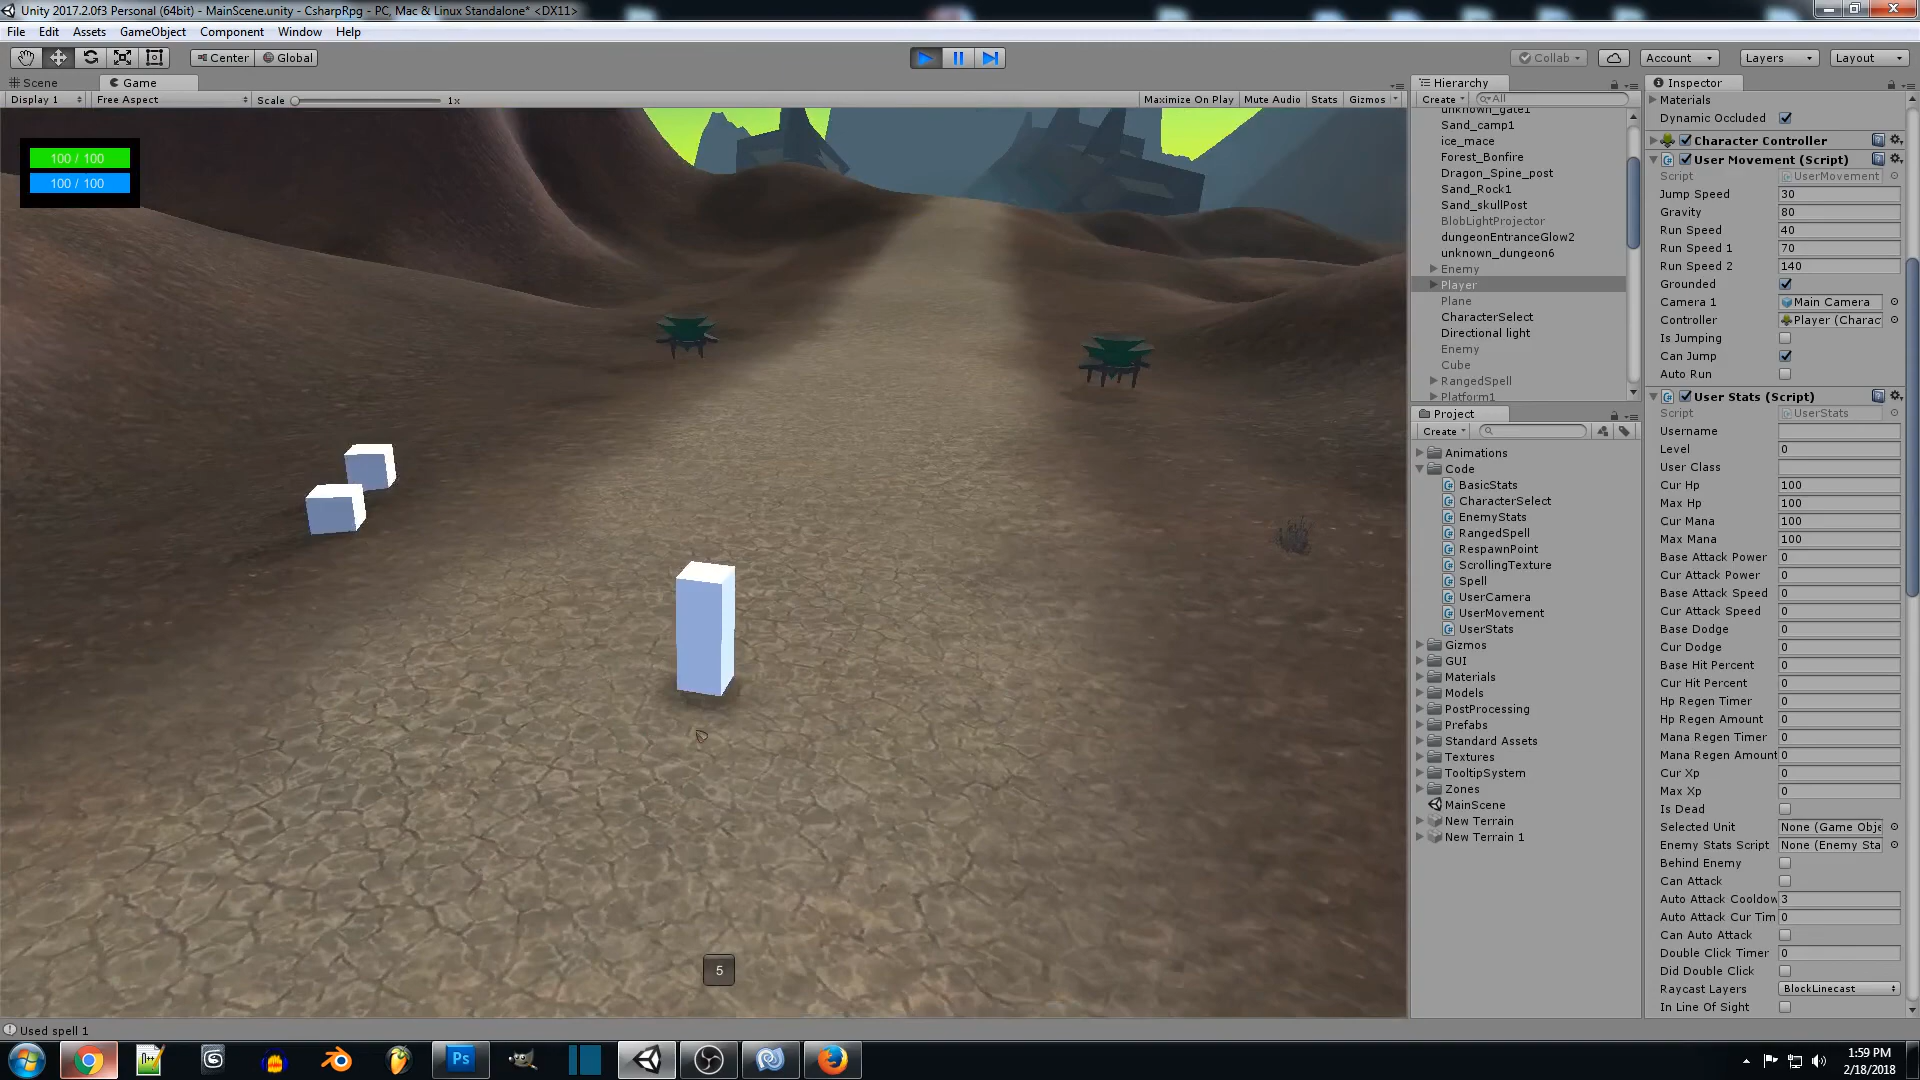 Unity 2017.2.0f3 Personal (64bit) - MainScene.unity - CsharpRpg - PC, Mac & Linux Standalone* <DX11>
File Edit Assets GameObject Component Window Help
Center Global Collab Account Layers Layout
Scene Game
Display 1 Free Aspect Scale 1x Maximize On Play Mute Audio Stats Gizmos
100 / 100
100 / 100
5
Used spell 1
Hierarchy
Create All
unknown_gate1
Sand_camp1
ice_mace
Forest_Bonfire
Dragon_Spine_post
Sand_Rock1
Sand_skullPost
BlobLightProjector
dungeonEntranceGlow2
unknown_dungeon6
Enemy
Player
Plane
CharacterSelect
Directional light
Enemy
Cube
RangedSpell
Platform1
Project
Create
Animations
Code
BasicStats
CharacterSelect
EnemyStats
RangedSpell
RespawnPoint
ScrollingTexture
Spell
UserCamera
UserMovement
UserStats
Gizmos
GUI
Materials
Models
PostProcessing
Prefabs
Standard Assets
Textures
TooltipSystem
Zones
MainScene
New Terrain
New Terrain 1
Inspector
Materials
Dynamic Occluded
Character Controller
User Movement (Script)
Script UserMovement
Jump Speed 30
Gravity 80
Run Speed 40
Run Speed 1 70
Run Speed 2 140
Grounded
Camera 1 Main Camera
Controller Player (Charac
Is Jumping
Can Jump
Auto Run
User Stats (Script)
Script UserStats
Username
Level 0
User Class
Cur Hp 100
Max Hp 100
Cur Mana 100
Max Mana 100
Base Attack Power 0
Cur Attack Power 0
Base Attack Speed 0
Cur Attack Speed 0
Base Dodge 0
Cur Dodge 0
Base Hit Percent 0
Cur Hit Percent 0
Hp Regen Timer 0
Hp Regen Amount 0
Mana Regen Timer 0
Mana Regen Amount 0
Cur Xp 0
Max Xp 0
Is Dead
Selected Unit None (Game Obje
Enemy Stats Script None (Enemy Sta
Behind Enemy
Can Attack
Auto Attack Cooldow 3
Auto Attack Cur Tim 0
Can Auto Attack
Double Click Timer 0
Did Double Click
Raycast Layers BlockLinecast
In Line Of Sight
Ps
1:59 PM
2/18/2018